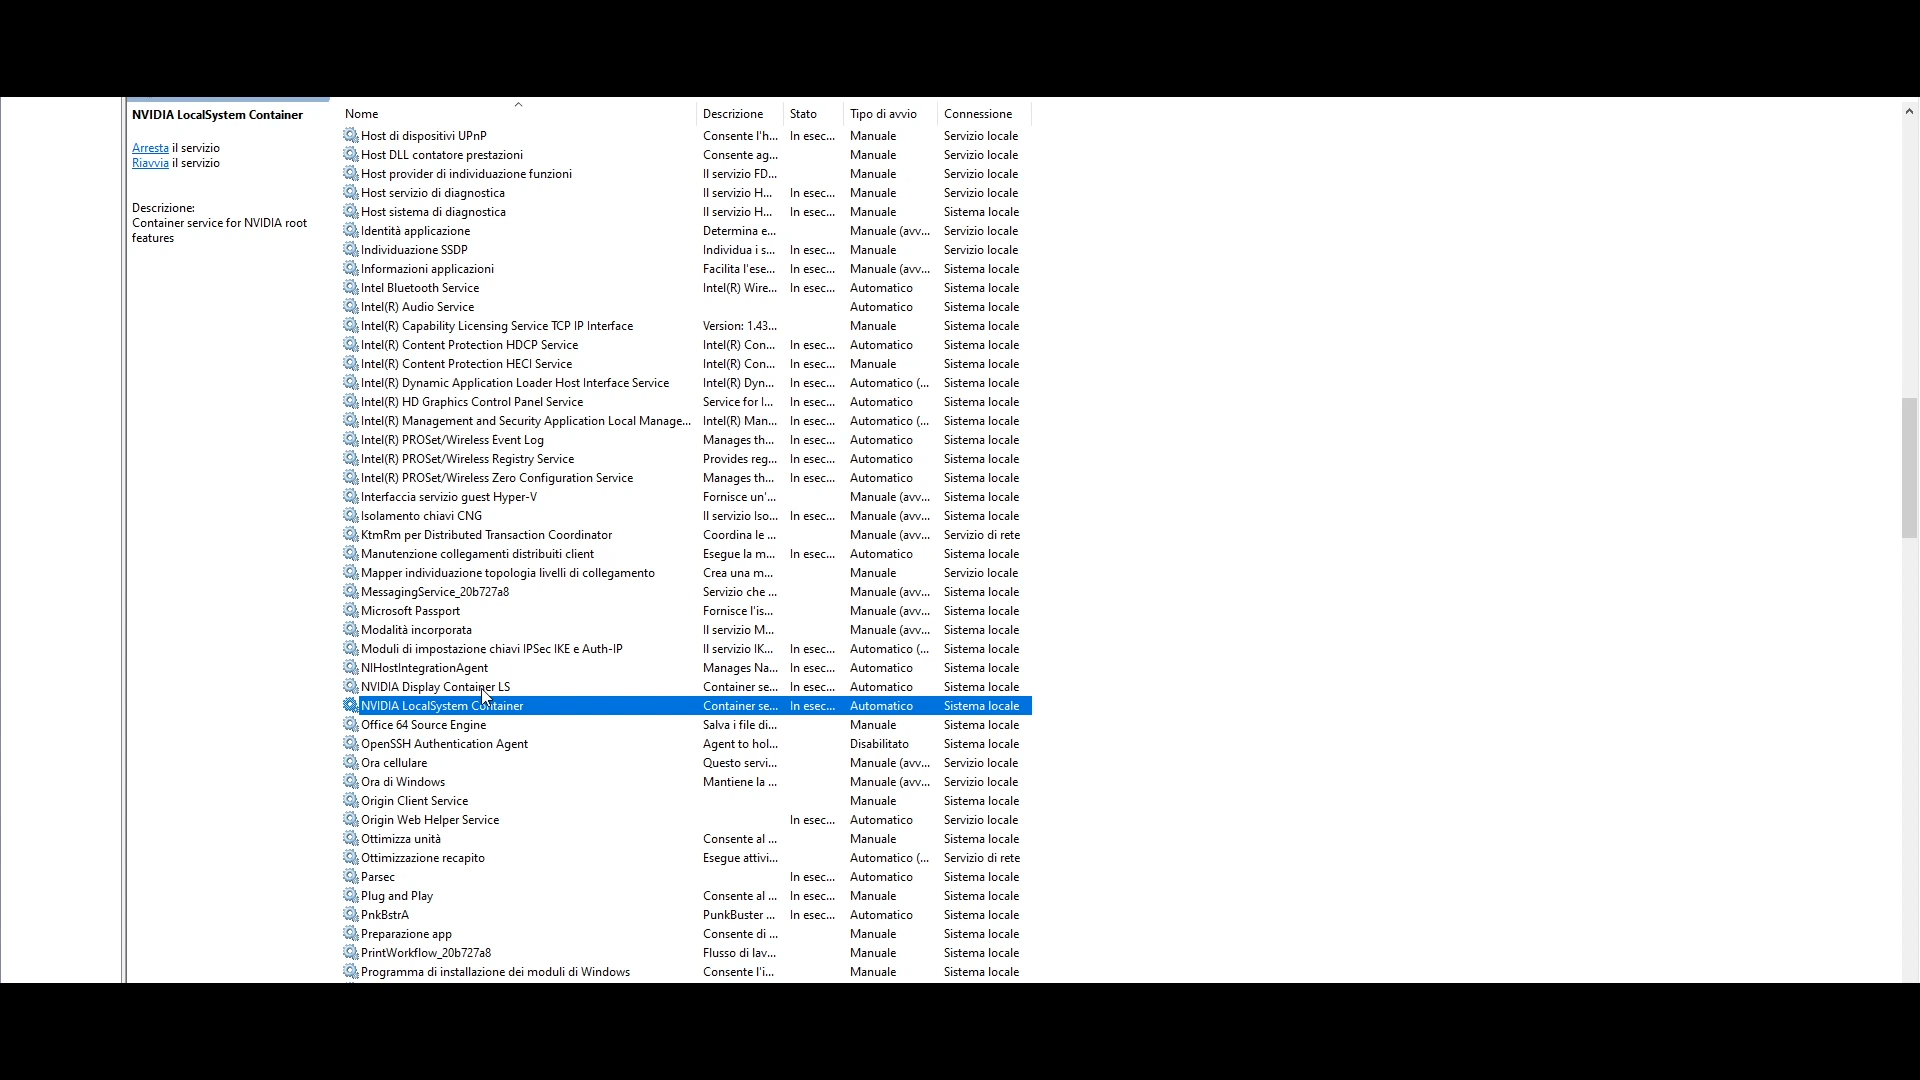 NVIDIA LocalSystem Container
Arresta il servizio
Riavvia il servizio
Descrizione:
Container service for NVIDIA root
features
Nome Descrizione Stato Tipo di avvio Connessione
Host di dispositivi UPnP Consente l'h... In esec... Manuale Servizio locale
Host DLL contatore prestazioni Consente ag... Manuale Servizio locale
Host provider di individuazione funzioni Il servizio FD... Manuale Servizio locale
Host servizio di diagnostica Il servizio H... In esec... Manuale Servizio locale
Host sistema di diagnostica Il servizio H... In esec... Manuale Sistema locale
Identità applicazione Determina e... Manuale (avv... Servizio locale
Individuazione SSDP Individua i s... In esec... Manuale Servizio locale
Informazioni applicazioni Facilita l'ese... In esec... Manuale (avv... Sistema locale
Intel Bluetooth Service Intel(R) Wire... In esec... Automatico Sistema locale
Intel(R) Audio Service Automatico Sistema locale
Intel(R) Capability Licensing Service TCP IP Interface Version: 1.43... Manuale Sistema locale
Intel(R) Content Protection HDCP Service Intel(R) Con... In esec... Automatico Sistema locale
Intel(R) Content Protection HECI Service Intel(R) Con... In esec... Manuale Sistema locale
Intel(R) Dynamic Application Loader Host Interface Service Intel(R) Dyn... In esec... Automatico (... Sistema locale
Intel(R) HD Graphics Control Panel Service Service for I... In esec... Automatico Sistema locale
Intel(R) Management and Security Application Local Manage... Intel(R) Man... In esec... Automatico (... Sistema locale
Intel(R) PROSet/Wireless Event Log Manages th... In esec... Automatico Sistema locale
Intel(R) PROSet/Wireless Registry Service Provides reg... In esec... Automatico Sistema locale
Intel(R) PROSet/Wireless Zero Configuration Service Manages th... In esec... Automatico Sistema locale
Interfaccia servizio guest Hyper-V Fornisce un'... Manuale (avv... Sistema locale
Isolamento chiavi CNG Il servizio Iso... In esec... Manuale (avv... Sistema locale
KtmRm per Distributed Transaction Coordinator Coordina le ... Manuale (avv... Servizio di rete
Manutenzione collegamenti distribuiti client Esegue la m... In esec... Automatico Sistema locale
Mapper individuazione topologia livelli di collegamento Crea una m... Manuale Servizio locale
MessagingService_20b727a8 Servizio che ... Manuale (avv... Sistema locale
Microsoft Passport Fornisce l'is... Manuale (avv... Sistema locale
Modalità incorporata Il servizio M... Manuale (avv... Sistema locale
Moduli di impostazione chiavi IPSec IKE e Auth-IP Il servizio IK... In esec... Automatico (... Sistema locale
NIHostIntegrationAgent Manages Na... In esec... Automatico Sistema locale
NVIDIA Display Container LS Container se... In esec... Automatico Sistema locale
NVIDIA LocalSystem Container Container se... In esec... Automatico Sistema locale
Office 64 Source Engine Salva i file di... Manuale Sistema locale
OpenSSH Authentication Agent Agent to hol... Disabilitato Sistema locale
Ora cellulare Questo servi... Manuale (avv... Servizio locale
Ora di Windows Mantiene la ... Manuale (avv... Servizio locale
Origin Client Service Manuale Sistema locale
Origin Web Helper Service In esec... Automatico Servizio locale
Ottimizza unità Consente al ... Manuale Sistema locale
Ottimizzazione recapito Esegue attivi... Automatico (... Servizio di rete
Parsec In esec... Automatico Sistema locale
Plug and Play Consente al ... In esec... Manuale Sistema locale
PnkBstrA PunkBuster ... In esec... Automatico Sistema locale
Preparazione app Consente di ... Manuale Sistema locale
PrintWorkflow_20b727a8 Flusso di lav... Manuale Sistema locale
Programma di installazione dei moduli di Windows Consente l'i... Manuale Sistema locale